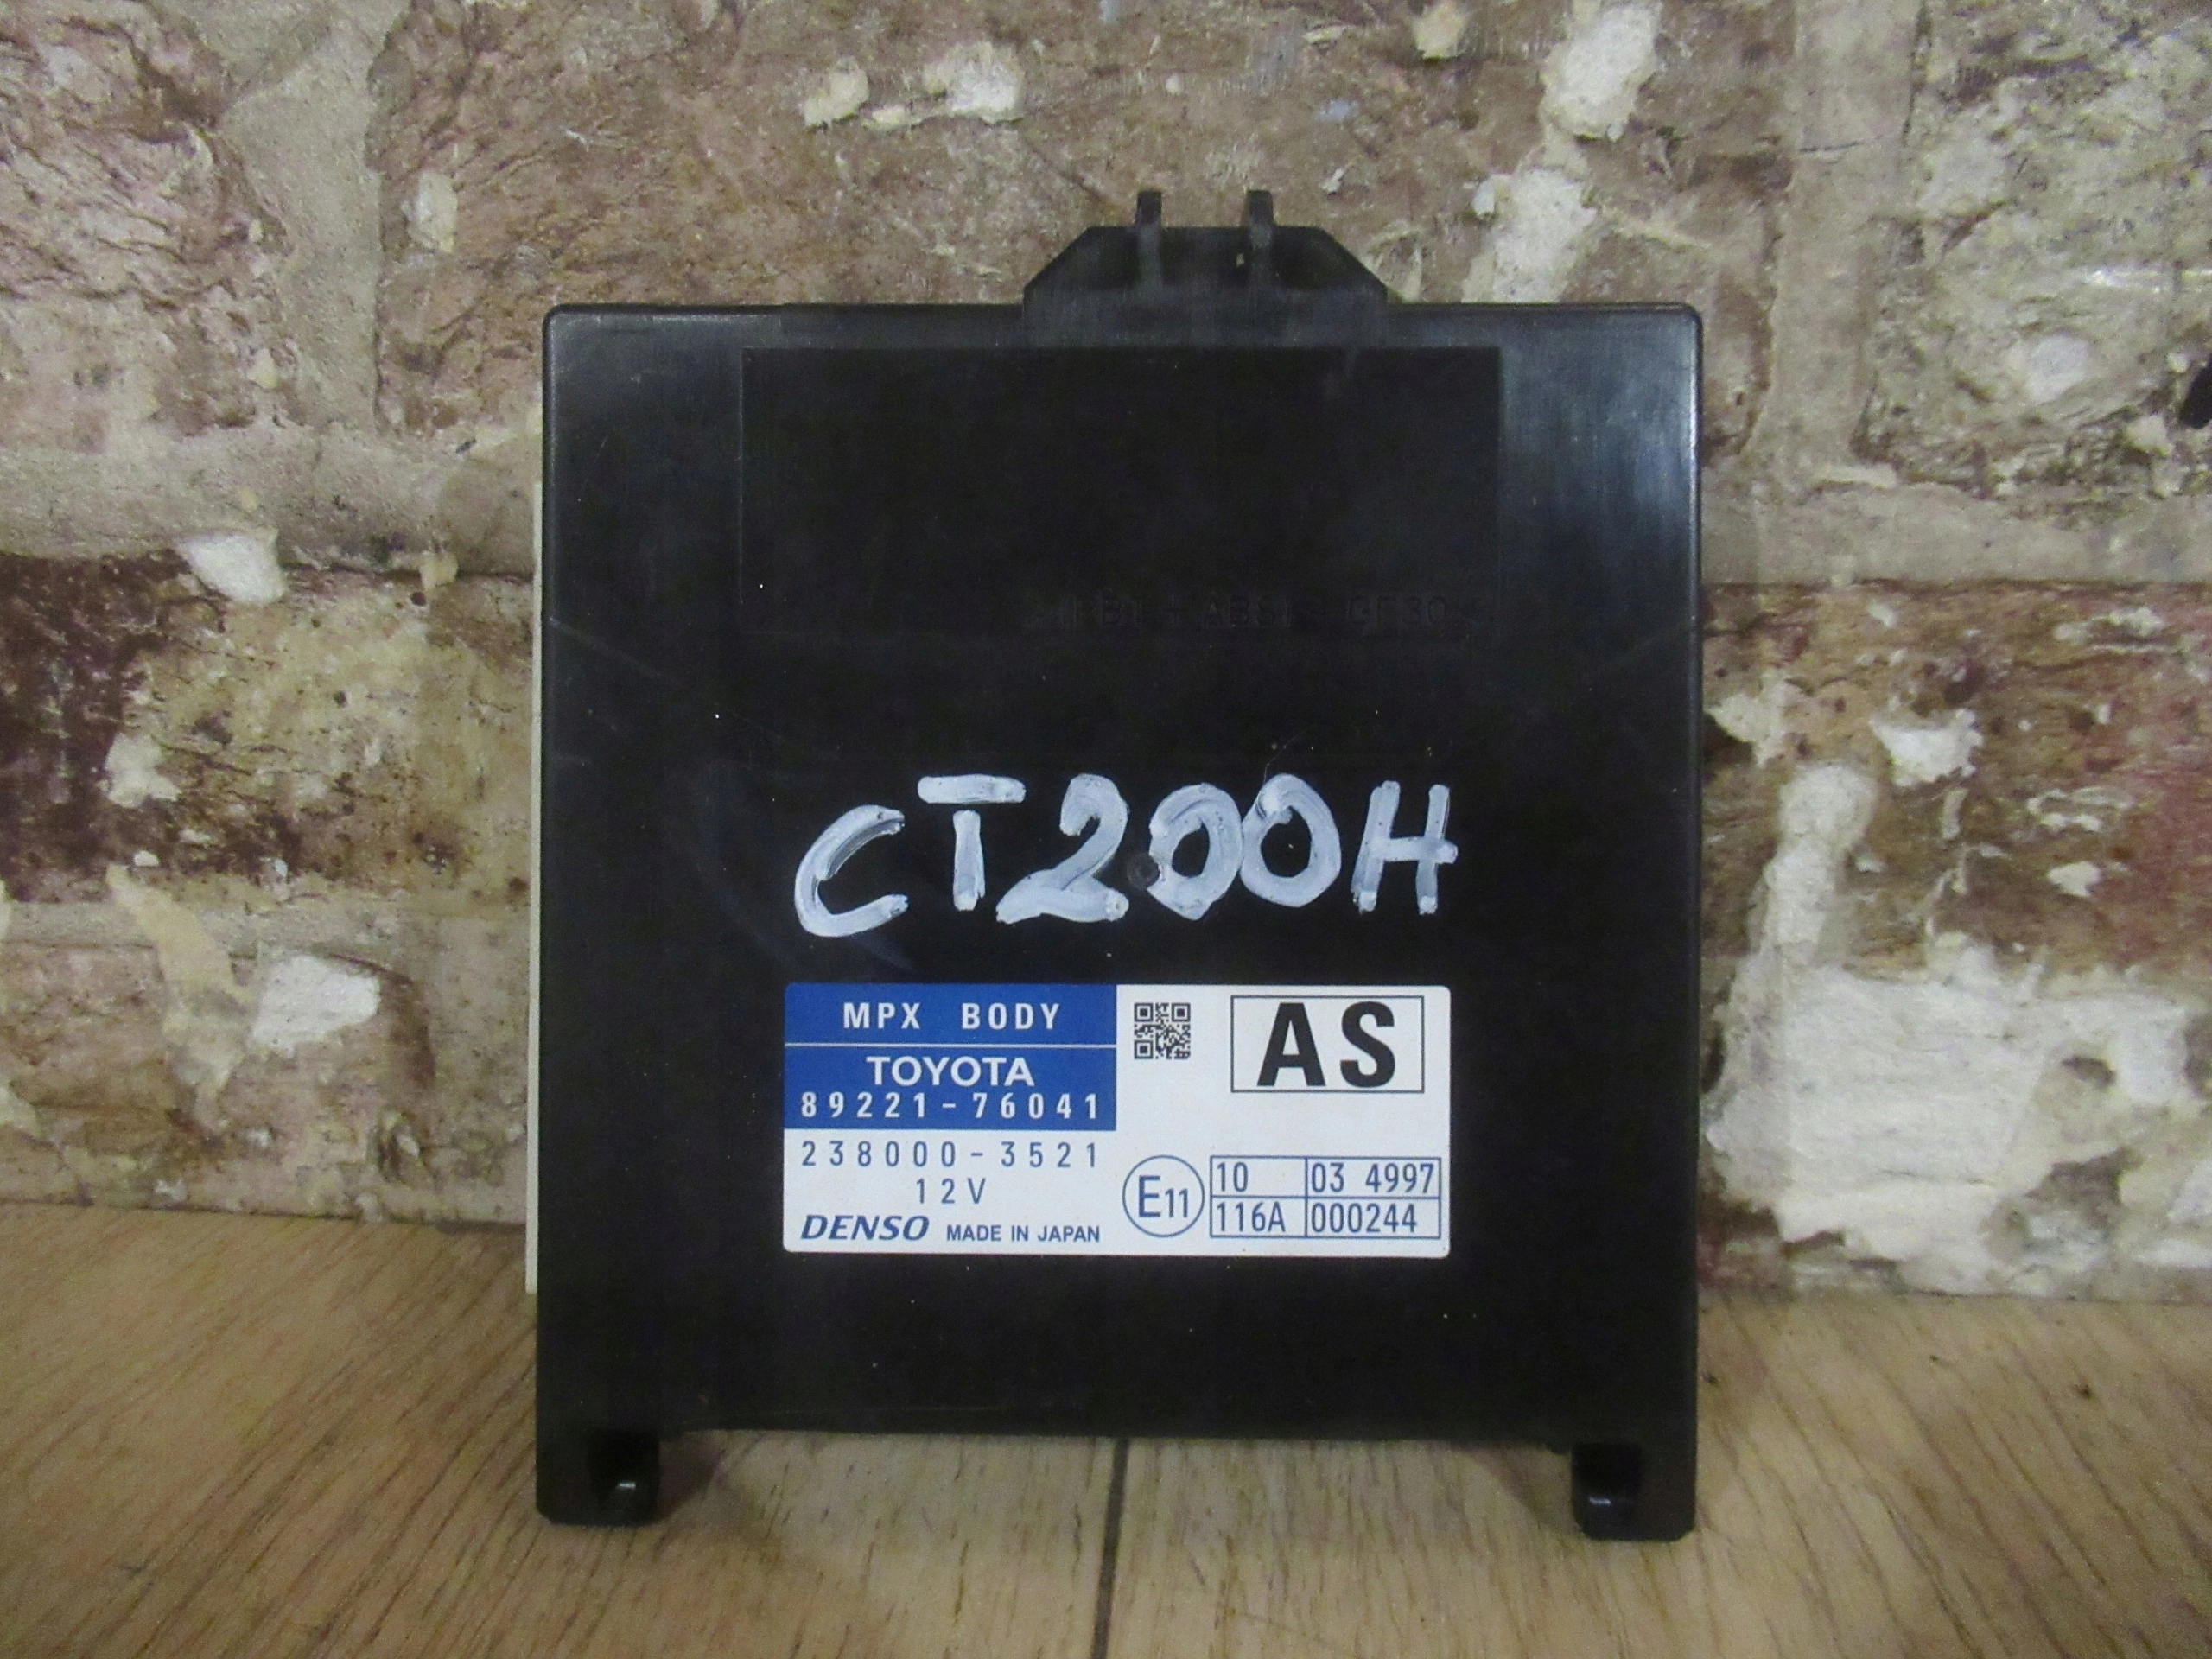 CT200H
MPX BODY
TOYOTA
89221-76041
238000-3521
12V
DENSO MADE IN JAPAN
AS
E11
10 03 4997
116A 000244